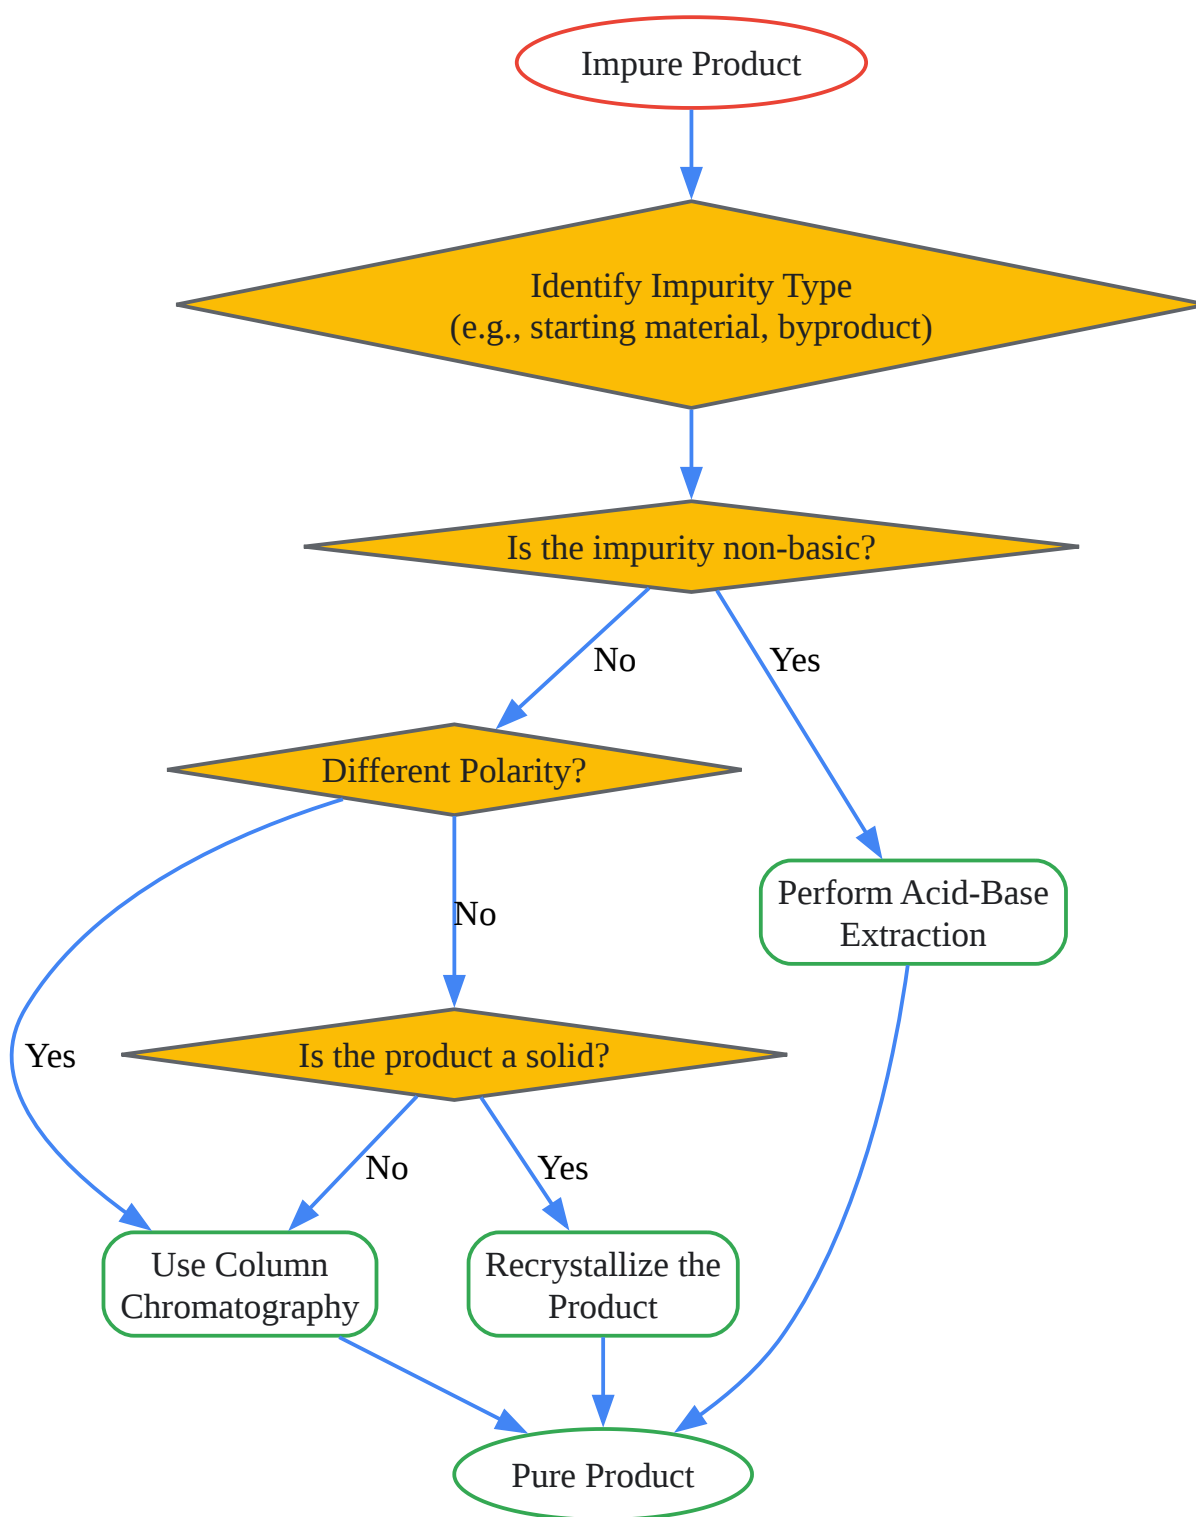 Impure Product
Identify Impurity Type
(e.g., starting material, byproduct)
Is the impurity non-basic?
No
Yes
Different Polarity?
Perform Acid-Base
Extraction
No
Yes
Is the product a solid?
No
Yes
Use Column
Chromatography
Recrystallize the
Product
Pure Product